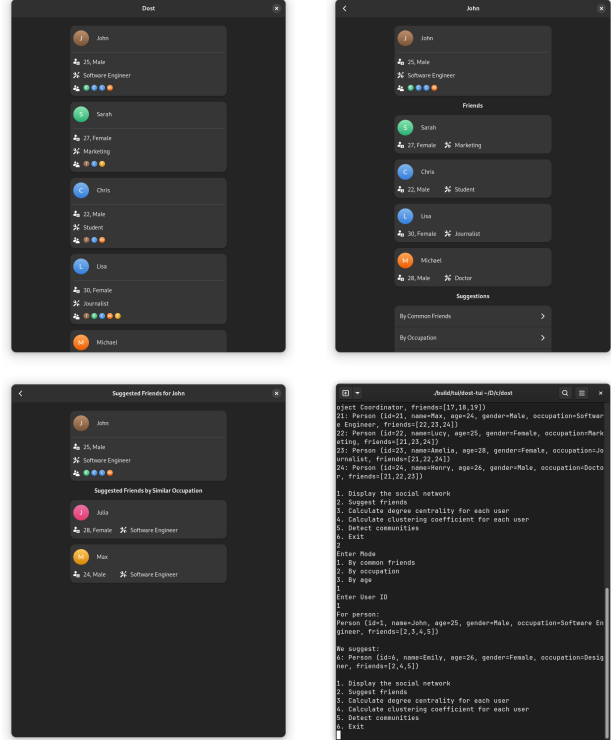 Dost
J John
25, Male
Software Engineer
S C L M
S Sarah
27, Female
Marketing
C Chris
22, Male
Student
L Lisa
30, Female
Journalist
M Michael
John
J John
25, Male
Software Engineer
S C L M
Friends
S Sarah
27, Female Marketing
C Chris
22, Male Student
L Lisa
30, Female Journalist
M Michael
28, Male Doctor
Suggestions
By Common Friends
By Occupation
Suggested Friends for John
J John
25, Male
Software Engineer
S C L M
Suggested Friends by Similar Occupation
J Julia
28, Female Software Engineer
M Max
24, Male Software Engineer
./build/tui/dost-tui ~/D/c/dost
oject Coordinator, friends=[17,18,19])
21: Person (id=21, name=Max, age=24, gender=Male, occupation=Softwar
e Engineer, friends=[22,23,24])
22: Person (id=22, name=Lucy, age=25, gender=Female, occupation=Mark
eting, friends=[21,23,24])
23: Person (id=23, name=Amelia, age=28, gender=Female, occupation=Jo
urnalist, friends=[21,22,24])
24: Person (id=24, name=Henry, age=26, gender=Male, occupation=Docto
r, friends=[21,22,23])
1. Display the social network
2. Suggest friends
3. Calculate degree centrality for each user
4. Calculate clustering coefficient for each user
5. Detect communities
6. Exit
2
Enter Mode
1. By common friends
2. By occupation
3. By age
1
Enter User ID
1
For person:
Person (id=1, name=John, age=25, gender=Male, occupation=Software En
gineer, friends=[2,3,4,5])
We suggest:
6: Person (id=6, name=Emily, age=26, gender=Female, occupation=Desig
ner, friends=[2,4,5])
1. Display the social network
2. Suggest friends
3. Calculate degree centrality for each user
4. Calculate clustering coefficient for each user
5. Detect communities
6. Exit